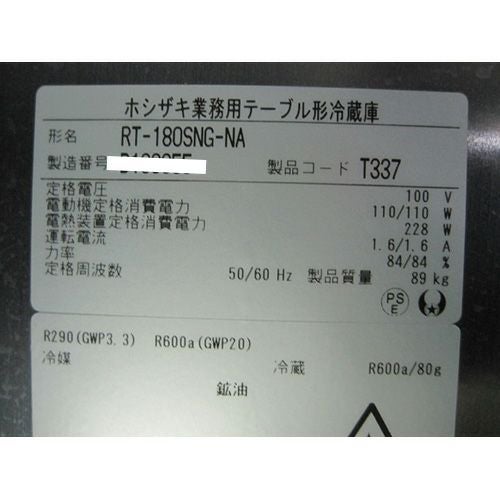 ホシザキ業務用テーブル形冷蔵庫
形名 RT-180SNG-NA
製造番号 製品コード T337
定格電圧 100 V
電動機定格消費電力 110/110 W
電熱装置定格消費電力 228 W
運転電流 1.6/1.6 A
力率 84/84 %
定格周波数 50/60 Hz 製品質量 89 kg
PS
E
R290(GWP3.3) R600a(GWP20)
冷媒 冷蔵 R600a/80g
鉱油